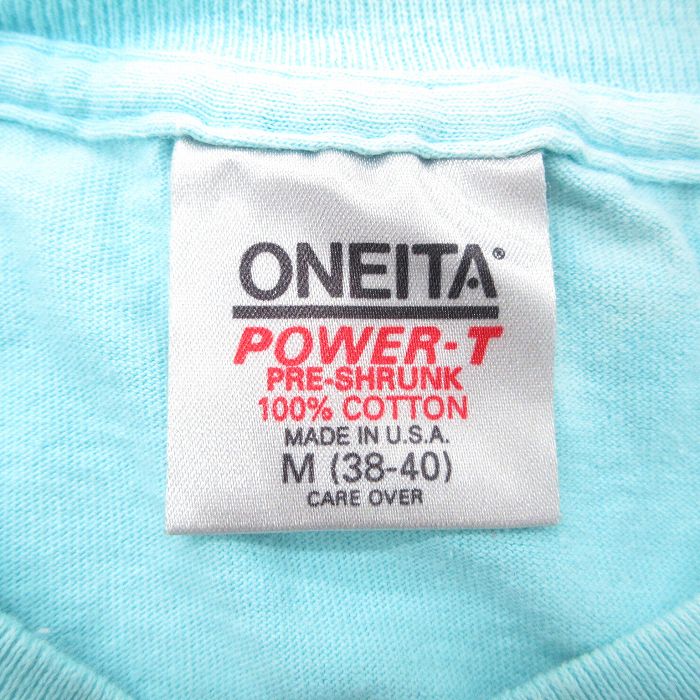 ONEITA®
POWER-T
PRE-SHRUNK
100% COTTON
MADE IN U.S.A.
M (38-40)
CARE OVER